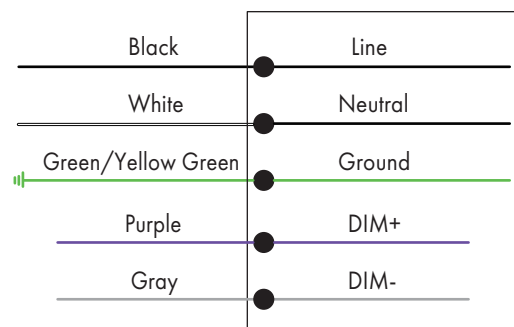 Black Line
White Neutral
Green/Yellow Green Ground
Purple DIM+
Gray DIM-